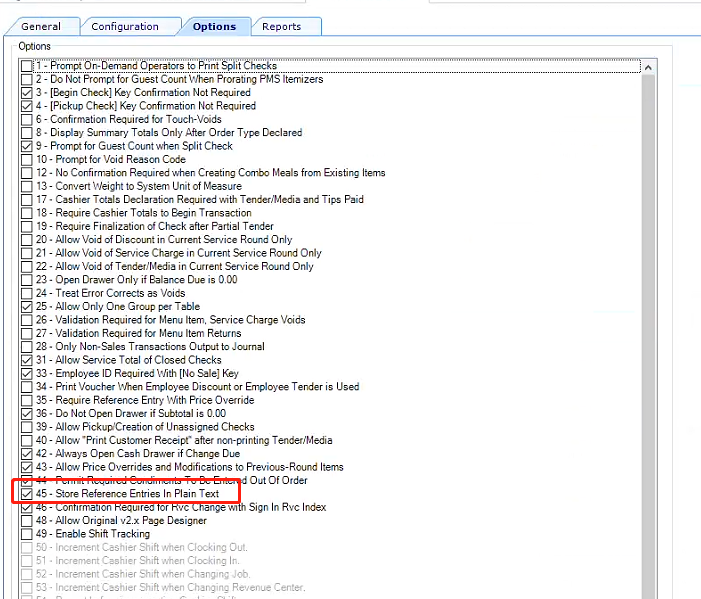 General Configuration Options Reports
Options
1 - Prompt On-Demand Operators to Print Split Checks
2 - Do Not Prompt for Guest Count When Prorating PMS Itemizers
3 - [Begin Check] Key Confirmation Not Required
4 - [Pickup Check] Key Confirmation Not Required
6 - Confirmation Required for Touch-Voids
8 - Display Summary Totals Only After Order Type Declared
9 - Prompt for Guest Count when Split Check
10 - Prompt for Void Reason Code
12 - No Confirmation Required when Creating Combo Meals from Existing Items
13 - Convert Weight to System Unit of Measure
17 - Cashier Totals Declaration Required with Tender/Media and Tips Paid
18 - Require Cashier Totals to Begin Transaction
19 - Require Finalization of Check after Partial Tender
20 - Allow Void of Discount in Current Service Round Only
21 - Allow Void of Service Charge in Current Service Round Only
22 - Allow Void of Tender/Media in Current Service Round Only
23 - Open Drawer Only if Balance Due is 0.00
24 - Treat Error Corrects as Voids
25 - Allow Only One Group per Table
26 - Validation Required for Menu Item, Service Charge Voids
27 - Validation Required for Menu Item Returns
28 - Only Non-Sales Transactions Output to Journal
31 - Allow Service Total of Closed Checks
33 - Employee ID Required With [No Sale] Key
34 - Print Voucher When Employee Discount or Employee Tender is Used
35 - Require Reference Entry With Price Override
36 - Do Not Open Drawer if Subtotal is 0.00
39 - Allow Pickup/Creation of Unassigned Checks
40 - Allow "Print Customer Receipt" after non-printing Tender/Media
42 - Always Open Cash Drawer if Change Due
43 - Allow Price Overrides and Modifications to Previous-Round Items
44 - Permit Required Condiments To Be Entered Out Of Order
45 - Store Reference Entries In Plain Text
46 - Confirmation Required for Rvc Change with Sign In Rvc Index
48 - Allow Original v2.x Page Designer
49 - Enable Shift Tracking
50 - Increment Cashier Shift when Clocking Out.
51 - Increment Cashier Shift when Clocking In.
52 - Increment Cashier Shift when Changing Job.
53 - Increment Cashier Shift when Changing Revenue Center.